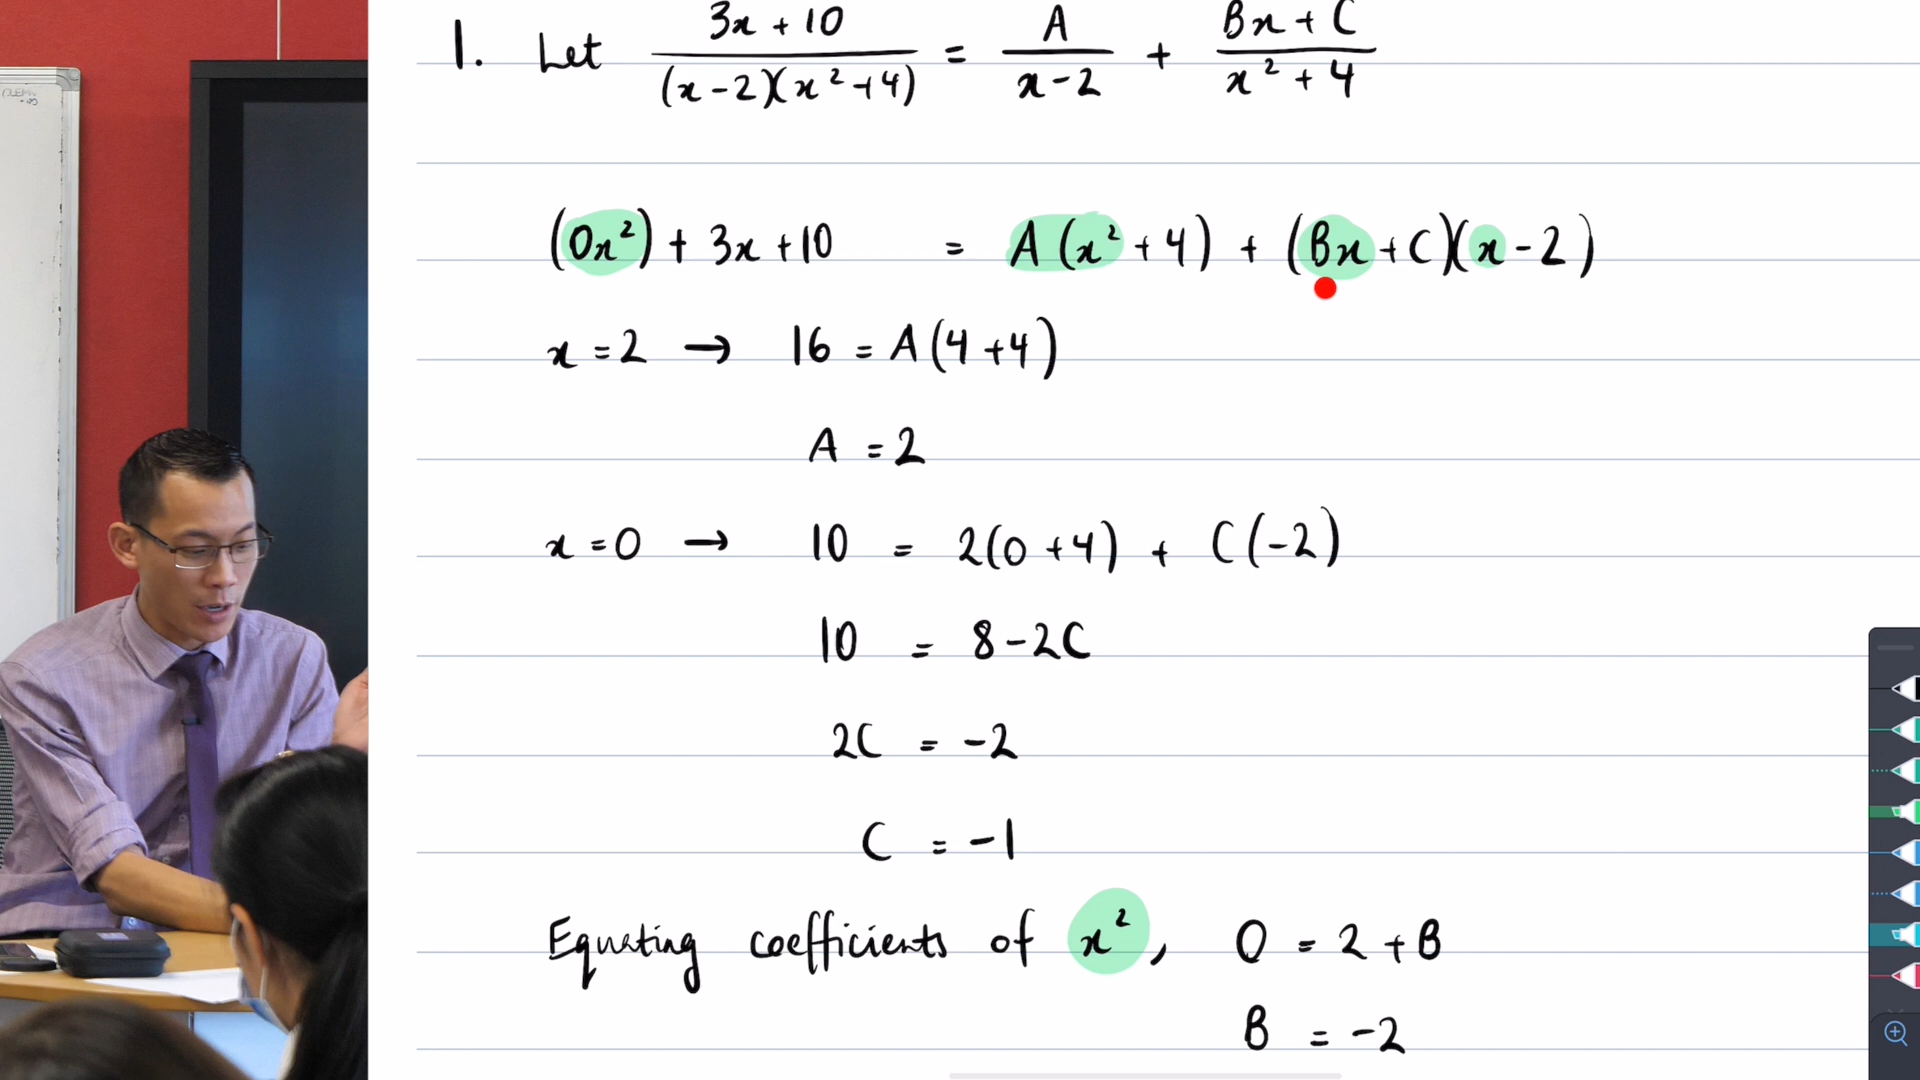 1. Let (3x + 10)/((x-2)(x²+4)) = A/(x-2) + (Bx + C)/(x² + 4)
(0x²) + 3x + 10 = A(x² + 4) + (Bx + C)(x - 2)
x = 2 → 16 = A(4 + 4)
A = 2
x = 0 → 10 = 2(0 + 4) + C(-2)
10 = 8 - 2C
2C = -2
C = -1
Equating coefficients of x², 0 = 2 + B
B = -2